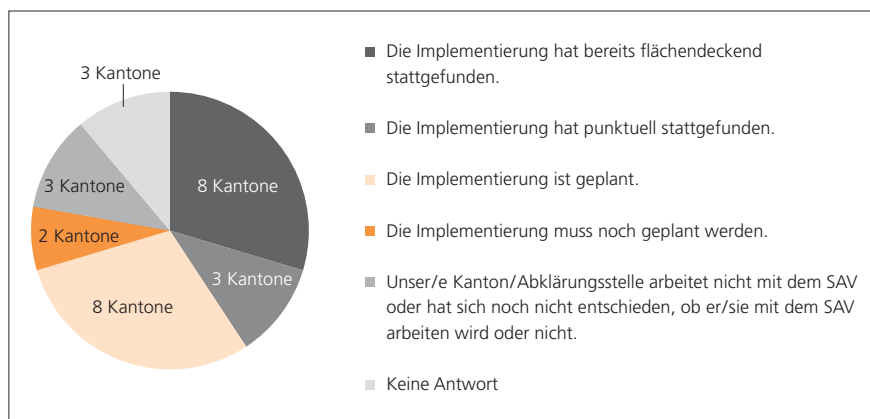 3 Kantone
8 Kantone
3 Kantone
8 Kantone
2 Kantone
3 Kantone
Die Implementierung hat bereits flächendeckend
stattgefunden.
Die Implementierung hat punktuell stattgefunden.
Die Implementierung ist geplant.
Die Implementierung muss noch geplant werden.
Unser/e Kanton/Abklärungsstelle arbeitet nicht mit dem SAV
oder hat sich noch nicht entschieden, ob er/sie mit dem SAV
arbeiten wird oder nicht.
Keine Antwort